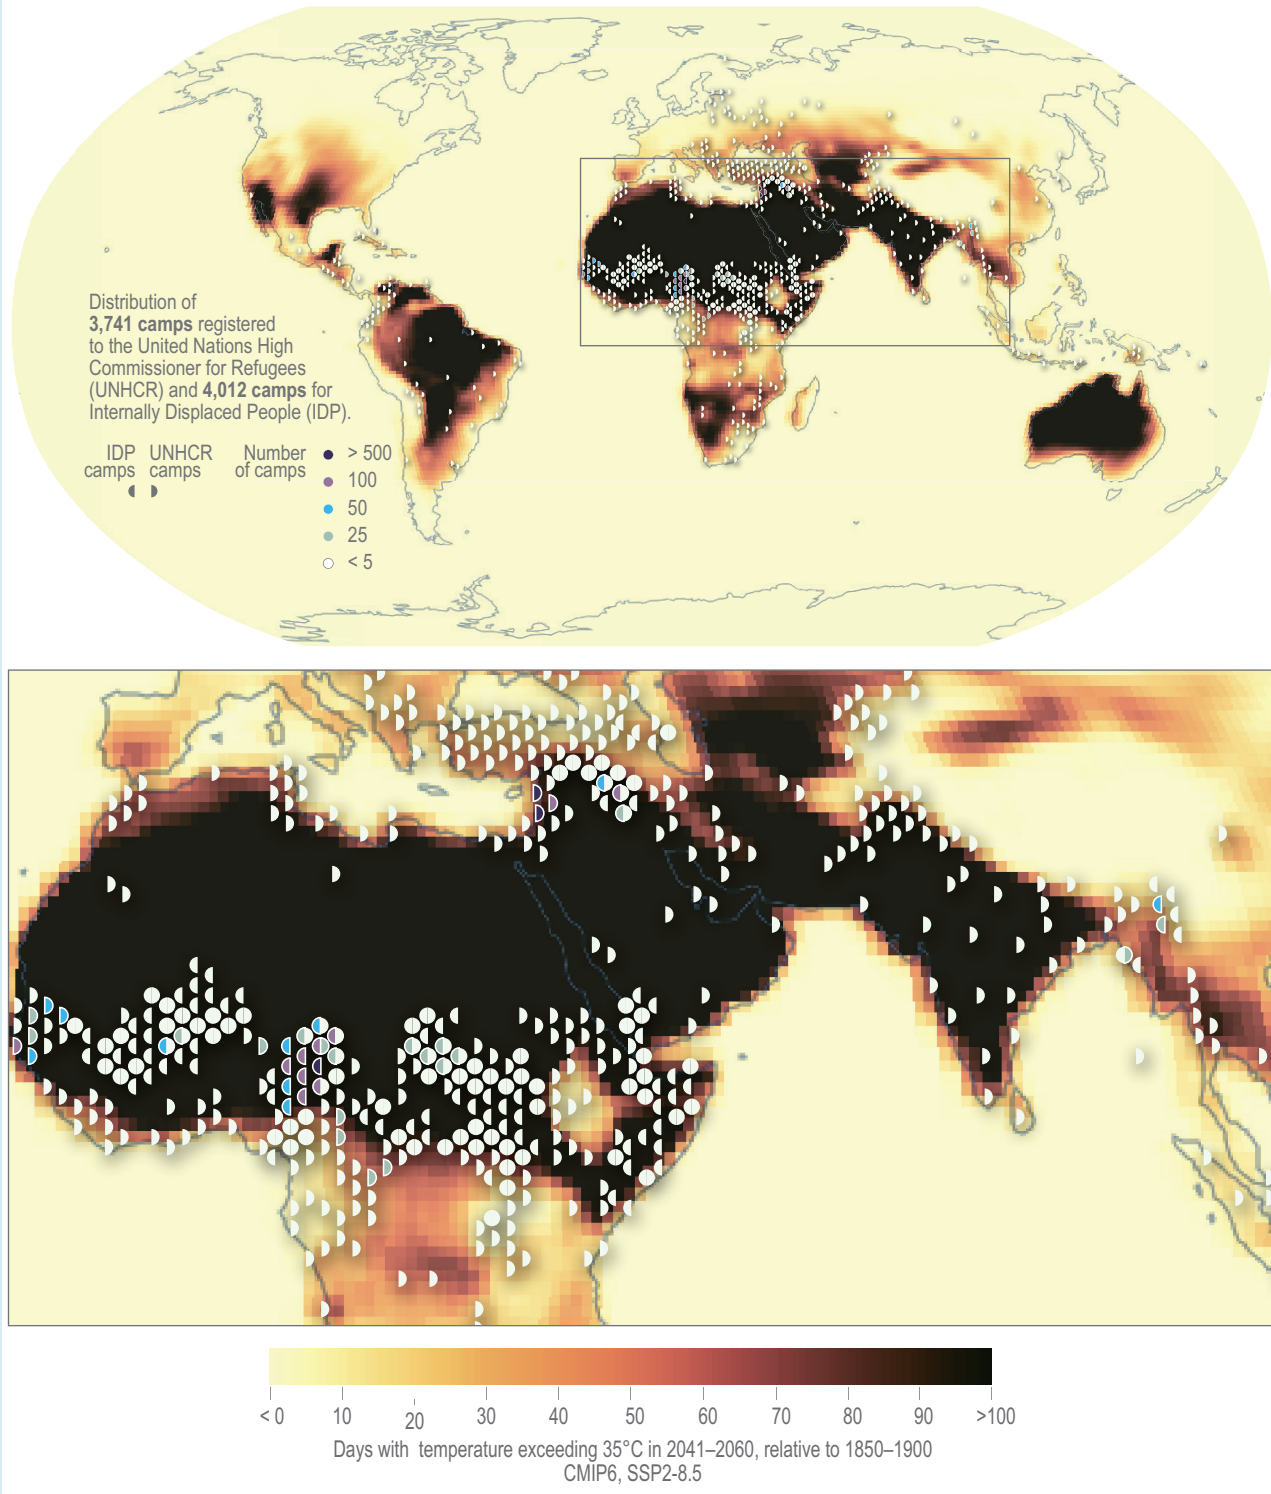 Distribution of
3,741 camps registered
to the United Nations High
Commissioner for Refugees
(UNHCR) and 4,012 camps for
Internally Displaced People (IDP).
IDP camps
UNHCR camps
Number of camps
> 500
100
50
25
< 5
< 0 10 20 30 40 50 60 70 80 90 >100
Days with temperature exceeding 35°C in 2041–2060, relative to 1850–1900
CMIP6, SSP2-8.5